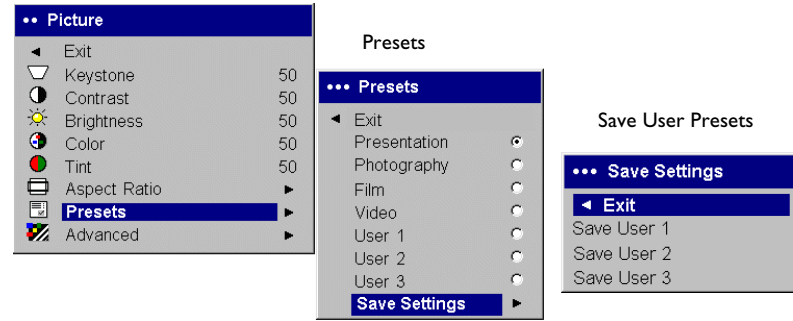 •• Picture
◄ Exit
Keystone 50
Contrast 50
Brightness 50
Color 50
Tint 50
Aspect Ratio ►
Presets ►
Advanced ►
Presets
••• Presets
◄ Exit
Presentation
Photography
Film
Video
User 1
User 2
User 3
Save Settings ►
Save User Presets
••• Save Settings
◄ Exit
Save User 1
Save User 2
Save User 3